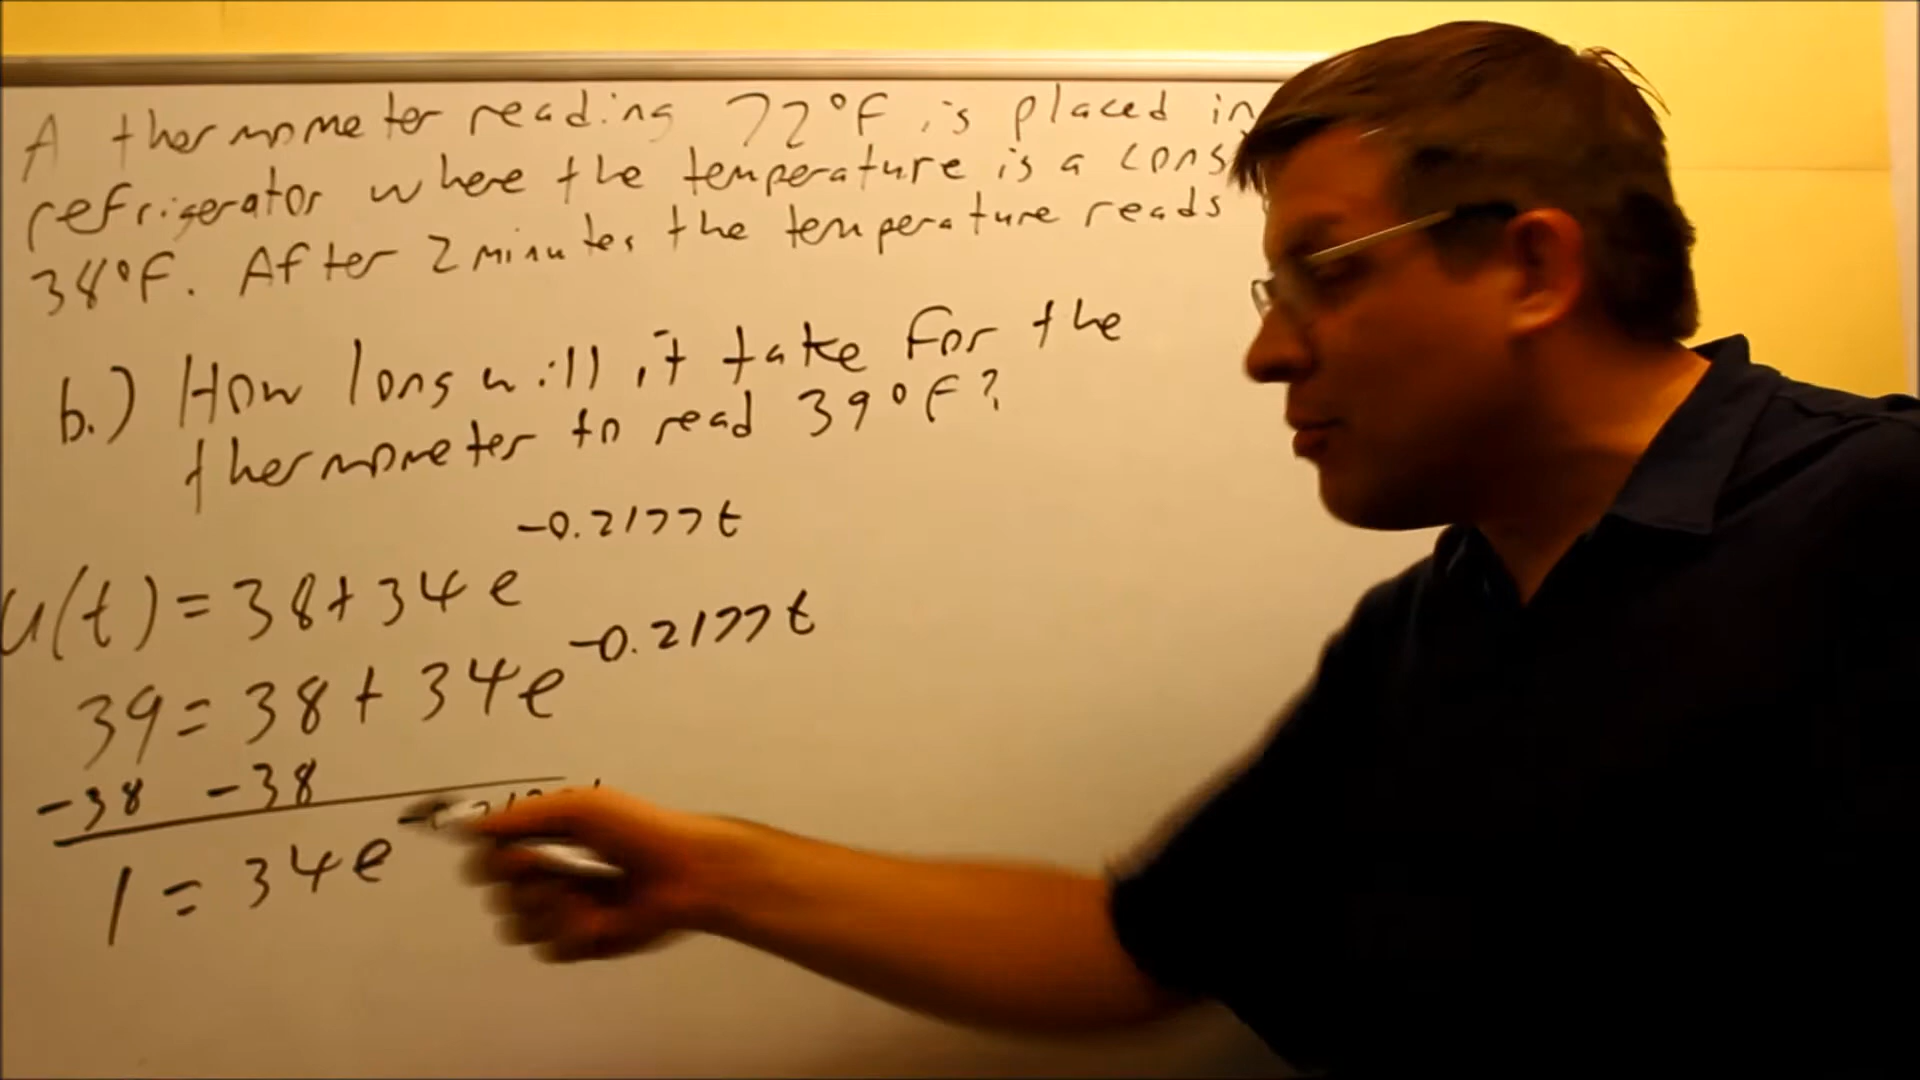 A thermometer reading 72°F is placed in
refrigerator where the temperature is a cons
38°F. After 2 minutes the temperature reads
b.) How long will it take for the
thermometer to read 39°F?
u(t) = 38+34e^-0.2177t
39 = 38 + 34e^-0.2177t
-38 -38
1 = 34e